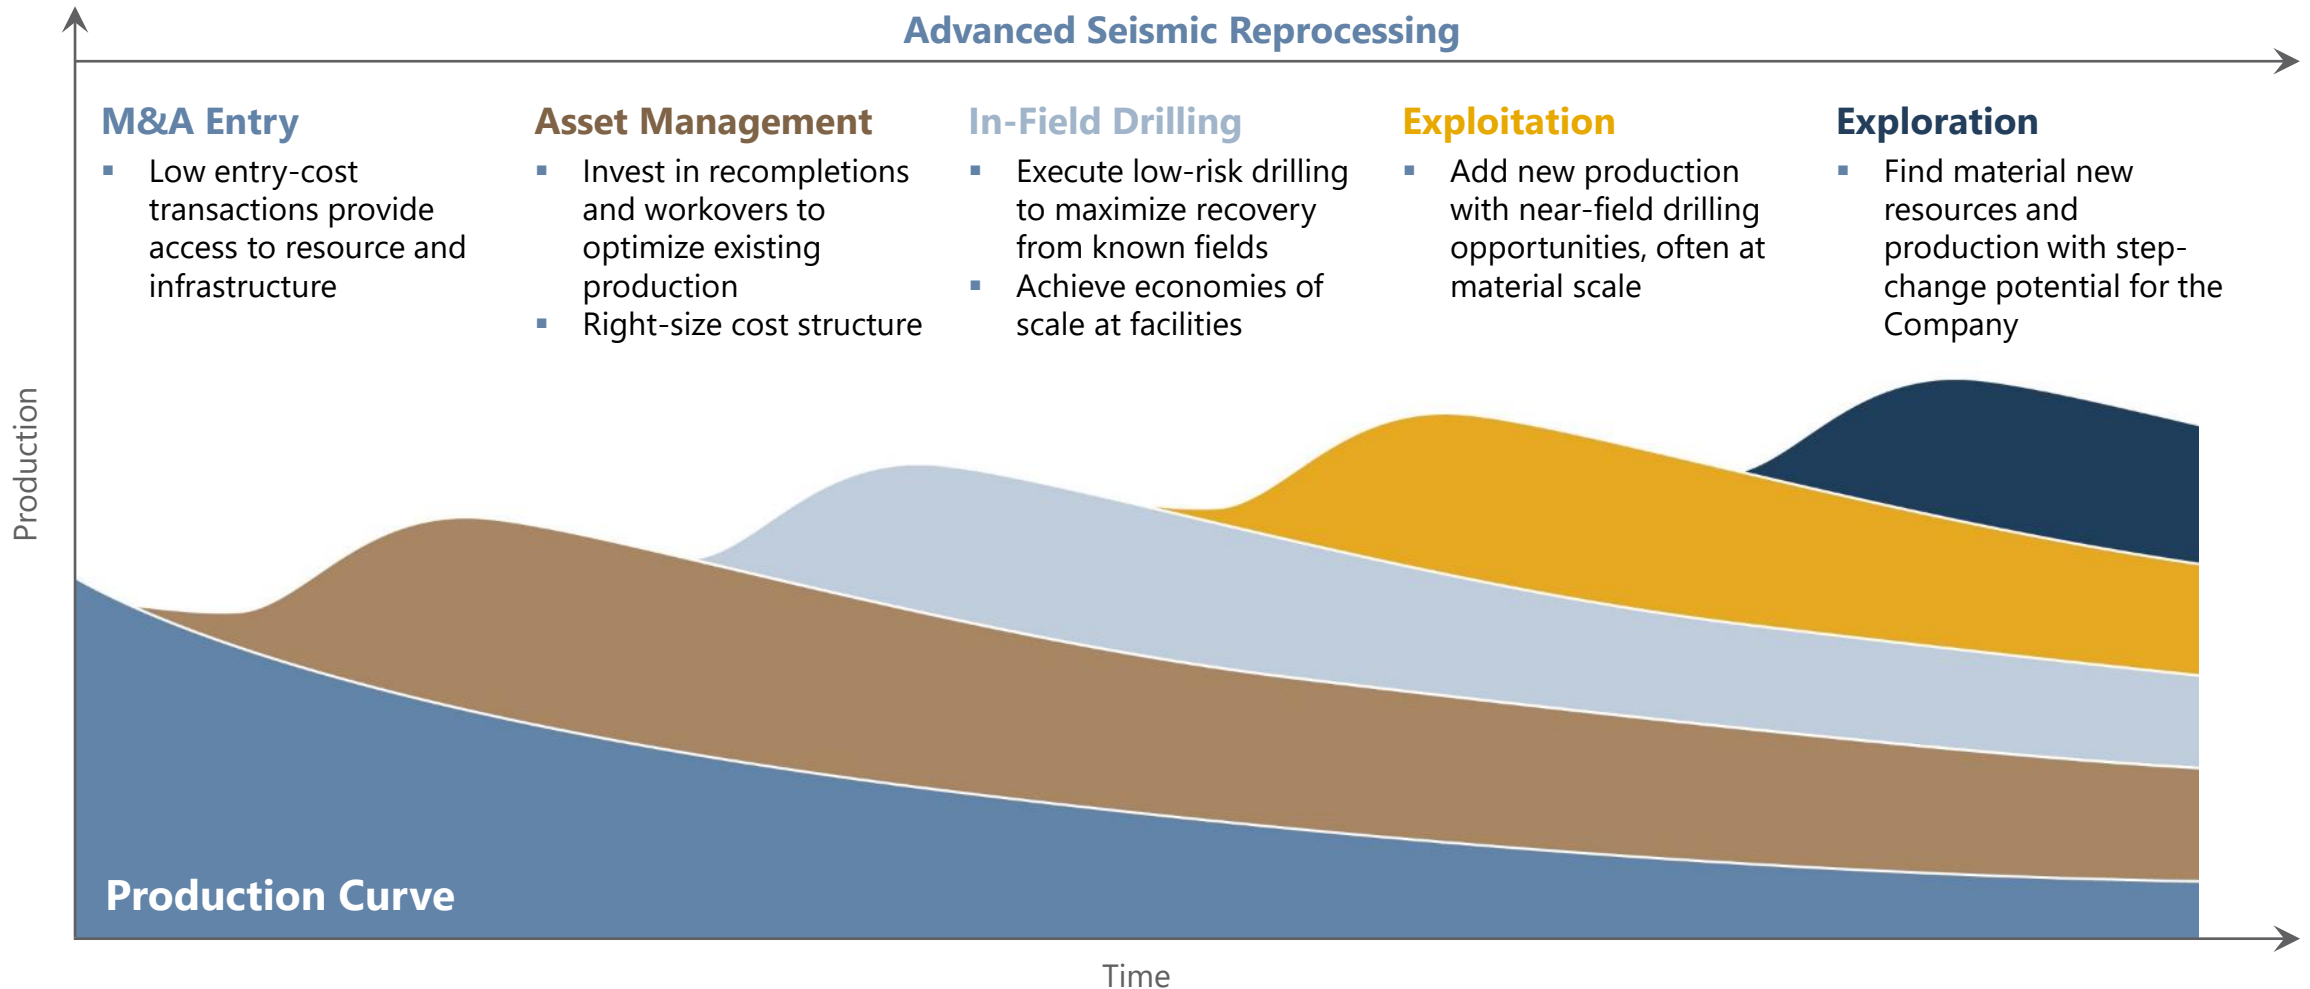 Advanced Seismic Reprocessing
M&A Entry
▪ Low entry-cost
transactions provide
access to resource and
infrastructure
Asset Management
▪ Invest in recompletions
and workovers to
optimize existing
production
▪ Right-size cost structure
In-Field Drilling
▪ Execute low-risk drilling
to maximize recovery
from known fields
▪ Achieve economies of
scale at facilities
Exploitation
▪ Add new production
with near-field drilling
opportunities, often at
material scale
Exploration
▪ Find material new
resources and
production with step-
change potential for the
Company
Production
Production Curve
Time